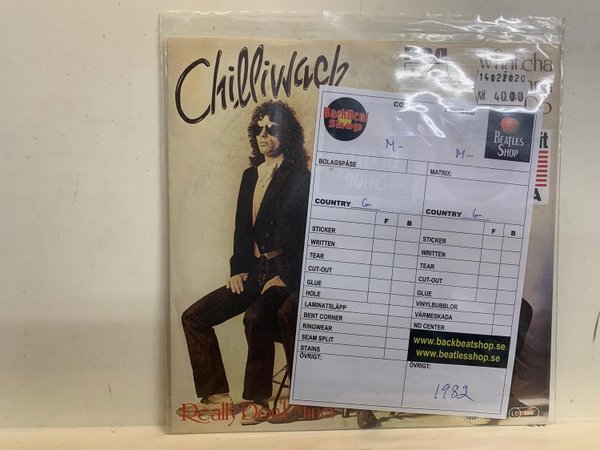 Chilliwack
14022020
KR 40.00
BackBeat
SHOP
BEATLES
SHOP
M-
M-
BOLAGSPÅSE
MATRIX:
COUNTRY G
COUNTRY G
F B
F B
STICKER
WRITTEN
TEAR
CUT-OUT
GLUE
HOLE
LAMINATSLÄPP
BENT CORNER
RINGWEAR
SEAM SPLIT
STAINS
ÖVRIGT:
STICKER
WRITTEN
TEAR
CUT-OUT
GLUE
VINYLBUBBLOR
VÄRMESKADA
NO CENTER
www.backbeatshop.se
www.beatlesshop.se
ÖVRIGT:
1982
Really
LC